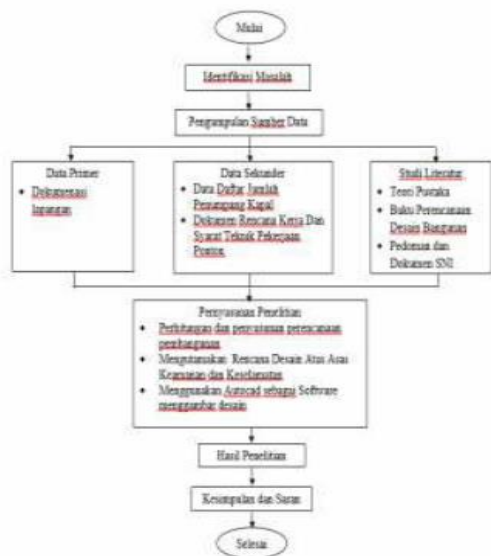 Mulai
Identifikasi Masalah
Pengumpulan Sumber Data
Data Primer
• Dokumenasi
lapangan
Data Sekunder
• Data Daftar Jumlah
Penumpang Kapal
• Dokumen Rencana Kerja Dan
Syarat Teknik Pekerjaan
Ponton
Studi Literatur
• Teori Pustaka
• Buku Perencanaan
Desain Bangunan
• Pedoman dan
Dokumen SNI
Penyusunan Penelitian
• Perhitungan dan penyusunan perencanaan
pembangunan
• Mengutamakan Rencana Desain Atas Asas
Keamanan dan Keselamatan
• Menggunakan Autocad sebagai Software
menggambar desain
Hasil Penelitian
Kesimpulan dan Saran
Selesai